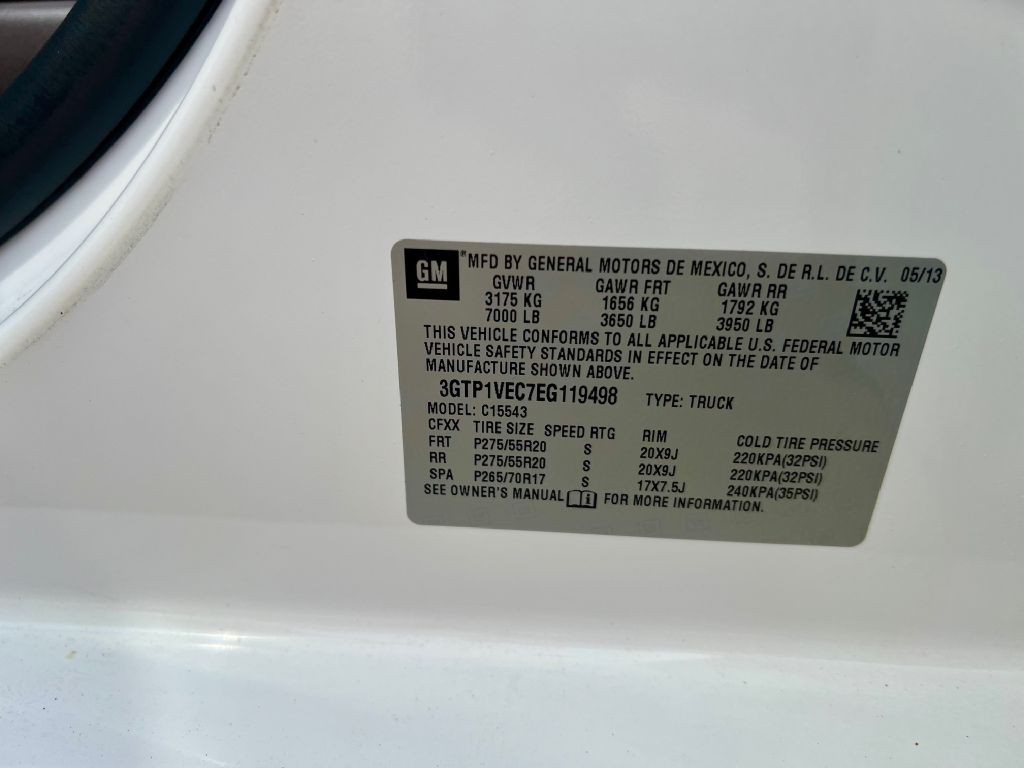 GM ™ MFD BY GENERAL MOTORS DE MEXICO, S. DE R.L. DE C.V. 05/13
GVWR GAWR FRT GAWR RR
3175 KG 1656 KG 1792 KG
7000 LB 3650 LB 3950 LB
THIS VEHICLE CONFORMS TO ALL APPLICABLE U.S. FEDERAL MOTOR
VEHICLE SAFETY STANDARDS IN EFFECT ON THE DATE OF
MANUFACTURE SHOWN ABOVE.
3GTP1VEC7EG119498 TYPE: TRUCK
MODEL: C15543
CFXX TIRE SIZE SPEED RTG RIM COLD TIRE PRESSURE
FRT P275/55R20 S 20X9J 220KPA(32PSI)
RR P275/55R20 S 20X9J 220KPA(32PSI)
SPA P265/70R17 S 17X7.5J 240KPA(35PSI)
SEE OWNER'S MANUAL FOR MORE INFORMATION.